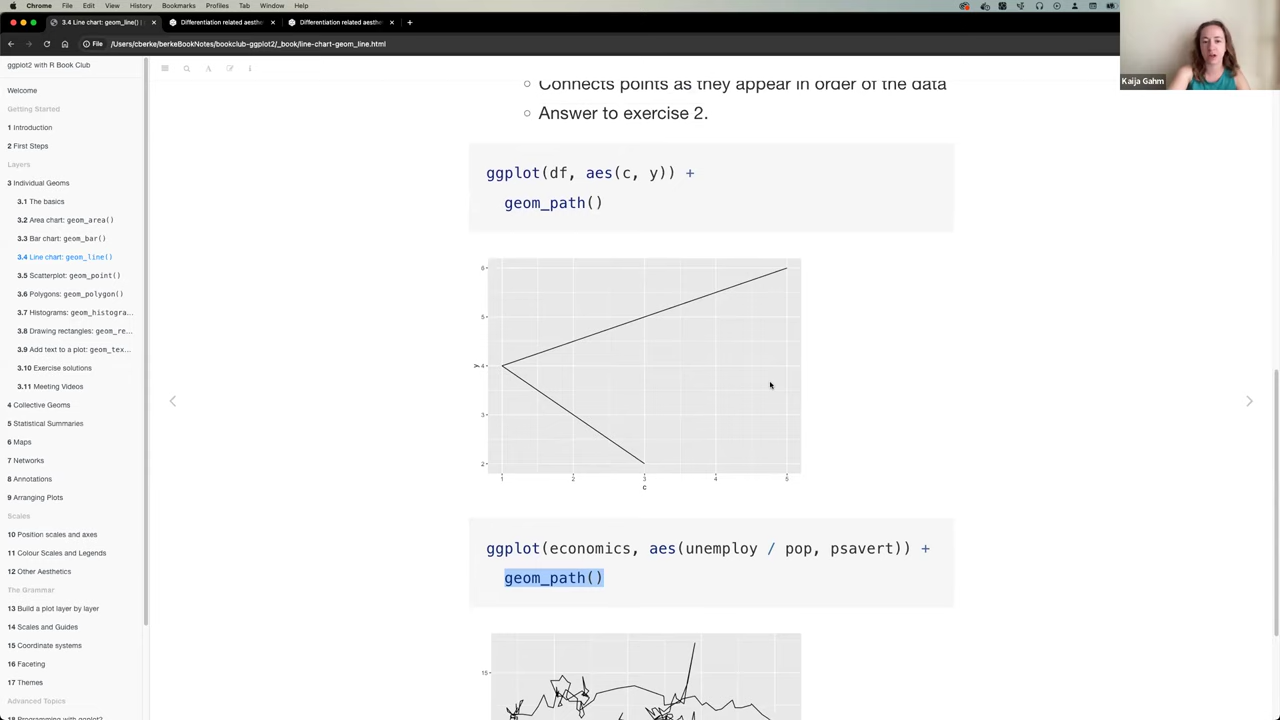 Chrome File Edit View History Bookmarks Profiles Tab Window Help
3.4 Line chart: geom_line() |
Differentiation related aesthe
Differentiation related aesthe
File /Users/cberke/berkeBookNotes/bookclub-ggplot2/_book/line-chart-geom_line.html
Kaija Gahm
ggplot2 with R Book Club
Welcome
Getting Started
1 Introduction
2 First Steps
Layers
3 Individual Geoms
3.1 The basics
3.2 Area chart: geom_area()
3.3 Bar chart: geom_bar()
3.4 Line chart: geom_line()
3.5 Scatterplot: geom_point()
3.6 Polygons: geom_polygon()
3.7 Histograms: geom_histogra...
3.8 Drawing rectangles: geom_re...
3.9 Add text to a plot: geom_tex...
3.10 Exercise solutions
3.11 Meeting Videos
4 Collective Geoms
5 Statistical Summaries
6 Maps
7 Networks
8 Annotations
9 Arranging Plots
Scales
10 Position scales and axes
11 Colour Scales and Legends
12 Other Aesthetics
The Grammar
13 Build a plot layer by layer
14 Scales and Guides
15 Coordinate systems
16 Faceting
17 Themes
Advanced Topics
18 Programming with ggplot2
Connects points as they appear in order of the data
Answer to exercise 2.
ggplot(df, aes(c, y)) +
geom_path()
6
5
y 4
3
2
1 2 3 4 5
c
ggplot(economics, aes(unemploy / pop, psavert)) +
geom_path()
15